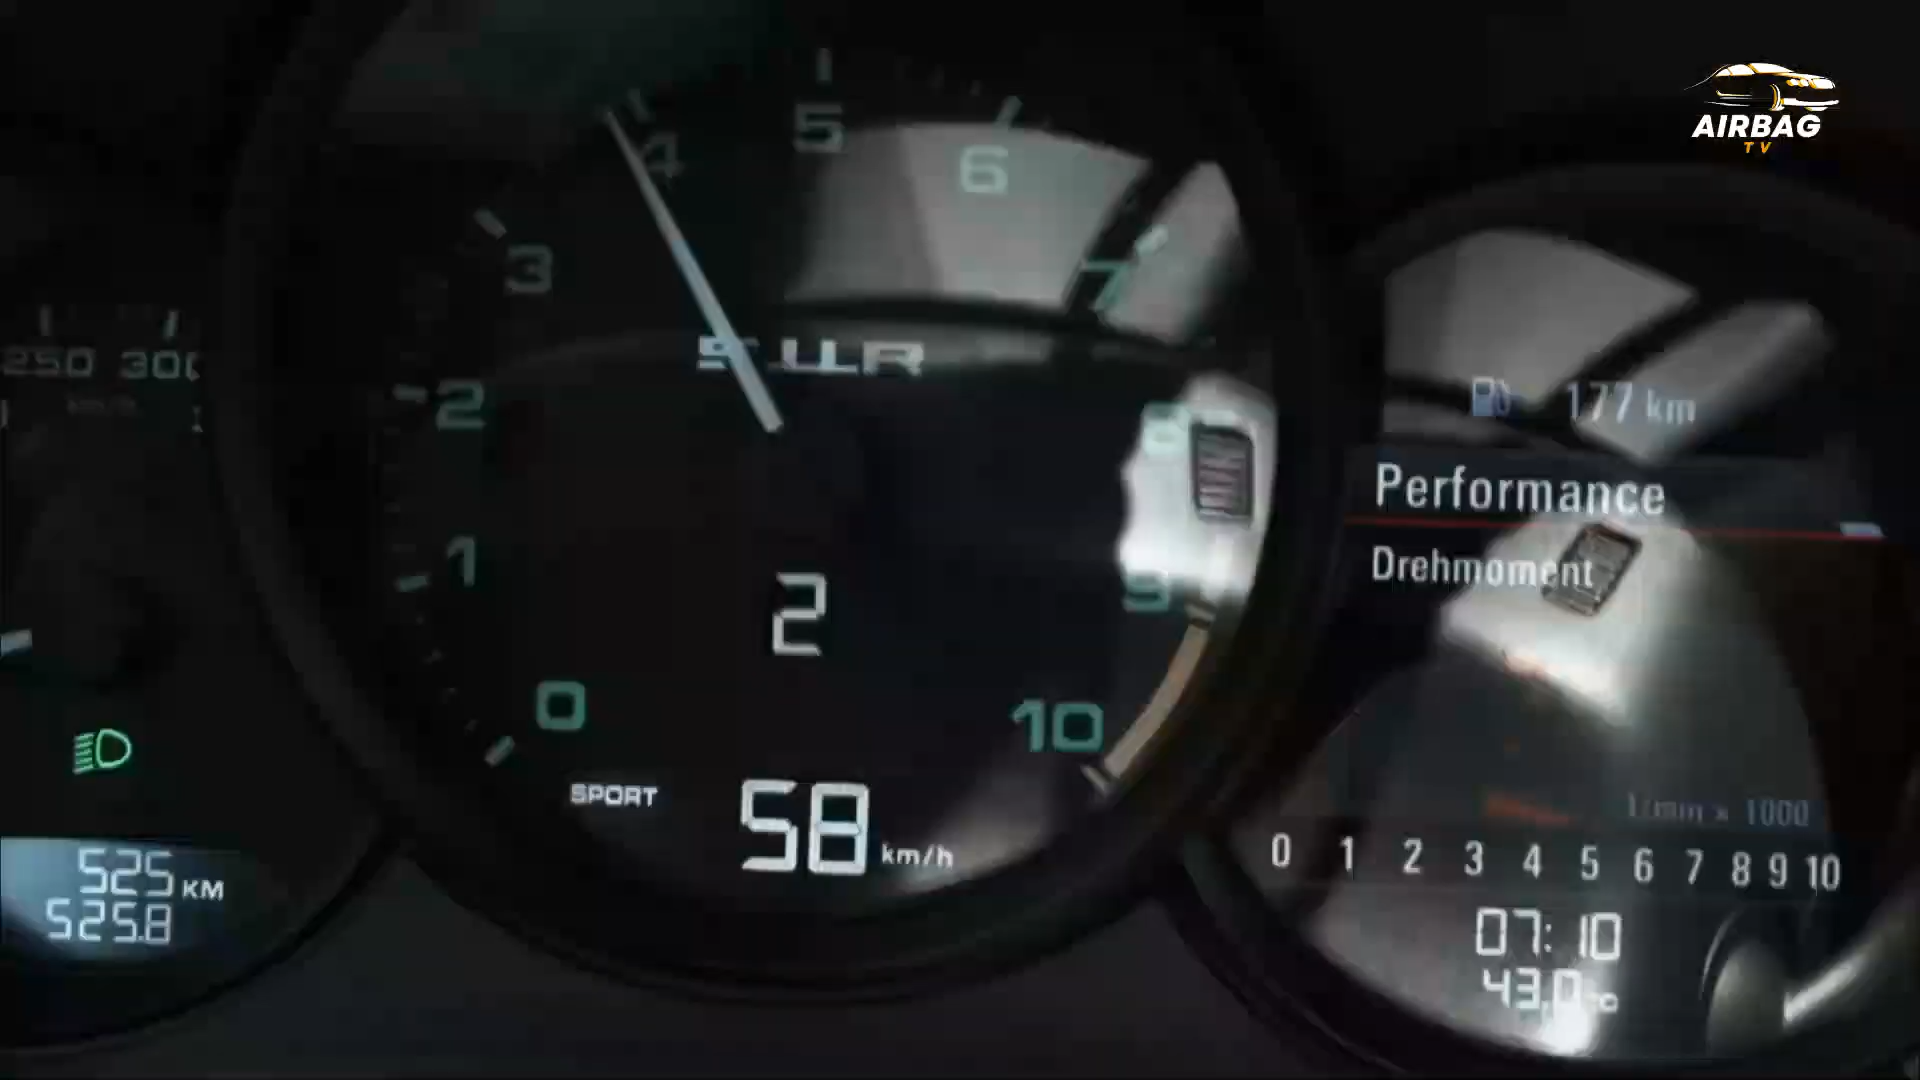 AIRBAG
TV
0
1
2
3
4
5
6
7
8
9
10
2
SPORT
58 km/h
250 300
525 KM
525.8
177 km
Performance
Drehmoment
1/min x 1000
0 1 2 3 4 5 6 7 8 9 10
07:10
43.0 °C